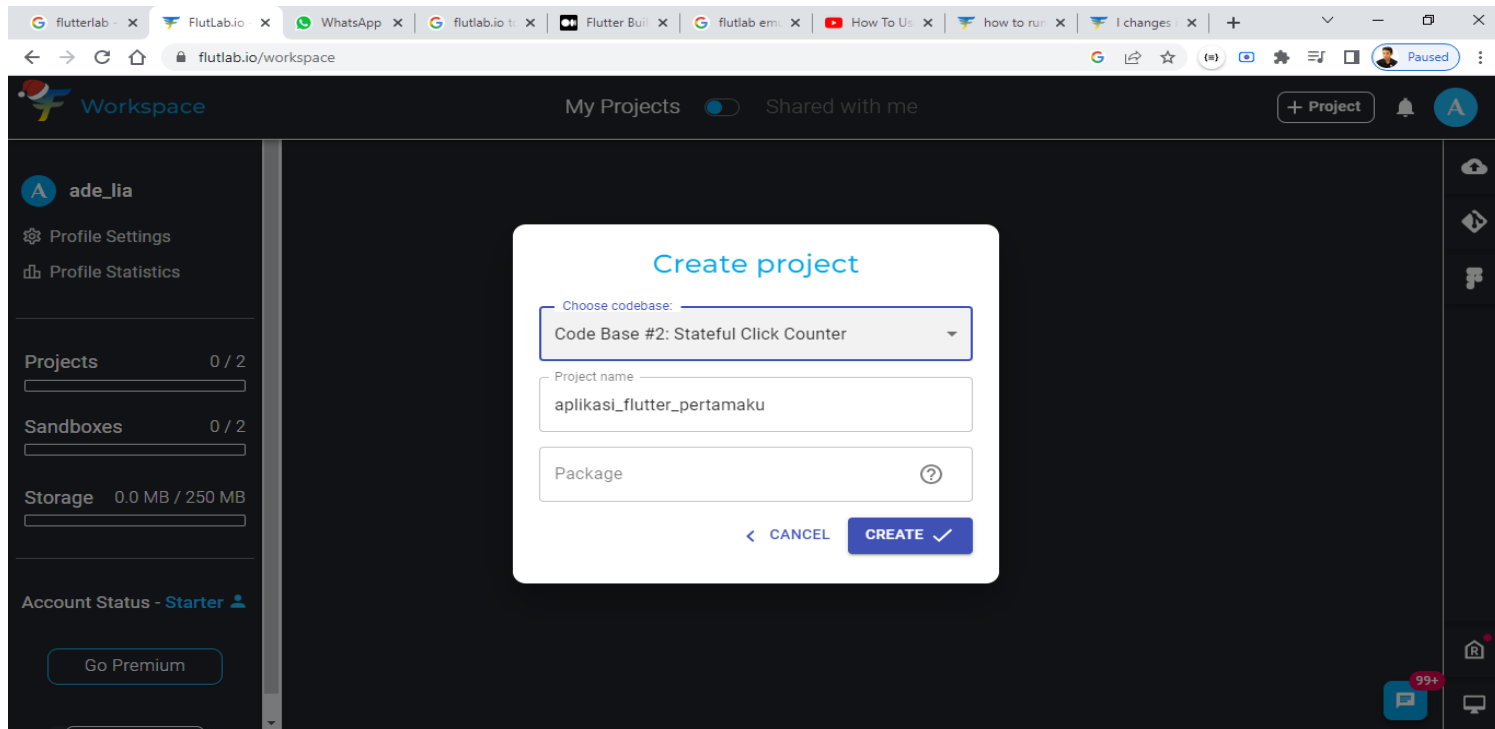 flutterlab -
FlutLab.io -
WhatsApp
flutlab.io t
Flutter Buil
flutlab em
How To Us
how to run
I changes
flutlab.io/workspace
Paused
Workspace
My Projects
Shared with me
+ Project
A
A
ade_lia
Profile Settings
Profile Statistics
Projects 0 / 2
Sandboxes 0 / 2
Storage 0.0 MB / 250 MB
Account Status - Starter
Go Premium
Create project
Choose codebase:
Code Base #2: Stateful Click Counter
Project name
aplikasi_flutter_pertamaku
Package
CANCEL
CREATE
R
99+